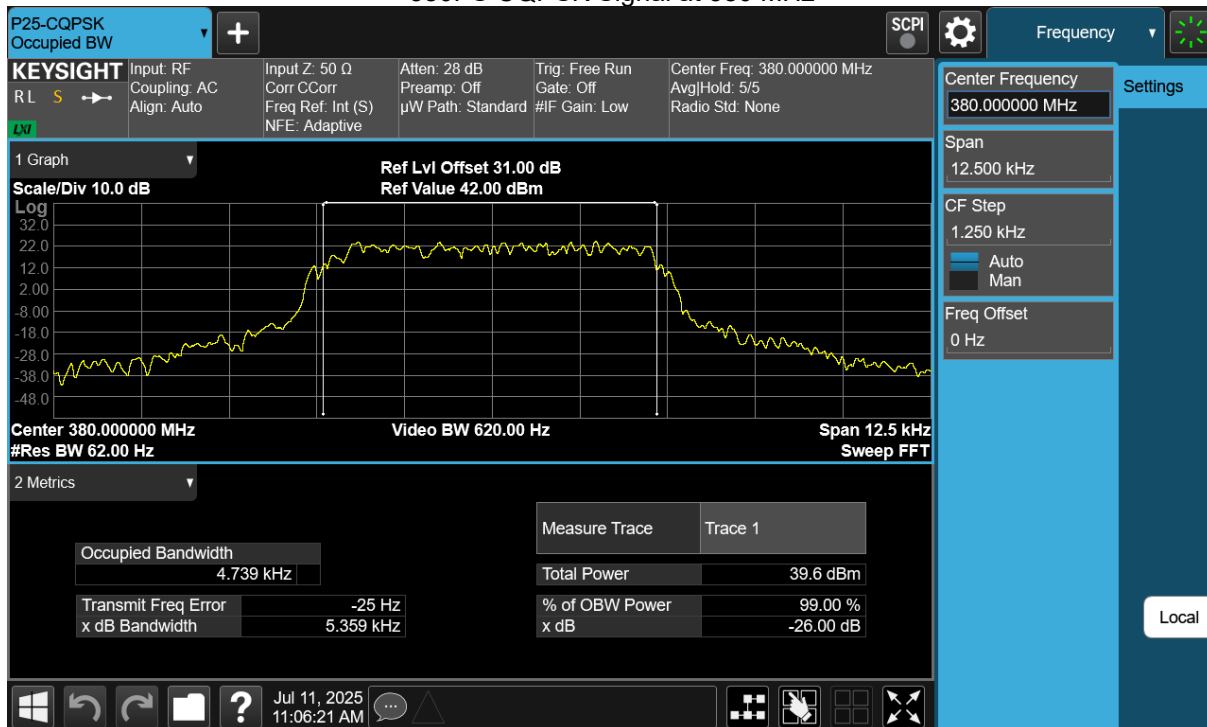 P25-CQPSK
Occupied BW
SCPI
Frequency
KEYSIGHT
RL S
LXI
Input: RF
Coupling: AC
Align: Auto
Input Z: 50 Ω
Corr CCorr
Freq Ref: Int (S)
NFE: Adaptive
Atten: 28 dB
Preamp: Off
µW Path: Standard
Trig: Free Run
Gate: Off
#IF Gain: Low
Center Freq: 380.000000 MHz
Avg|Hold: 5/5
Radio Std: None
Center Frequency
380.000000 MHz
Settings
Span
12.500 kHz
CF Step
1.250 kHz
Auto
Man
Freq Offset
0 Hz
Local
1 Graph
Scale/Div 10.0 dB
Ref Lvl Offset 31.00 dB
Ref Value 42.00 dBm
Log
32.0
22.0
12.0
2.00
-8.00
-18.0
-28.0
-38.0
-48.0
Center 380.000000 MHz
#Res BW 62.00 Hz
Video BW 620.00 Hz
Span 12.5 kHz
Sweep FFT
2 Metrics
Measure Trace Trace 1
Occupied Bandwidth
4.739 kHz
Total Power 39.6 dBm
Transmit Freq Error -25 Hz
% of OBW Power 99.00 %
x dB Bandwidth 5.359 kHz
x dB -26.00 dB
?
Jul 11, 2025
11:06:21 AM